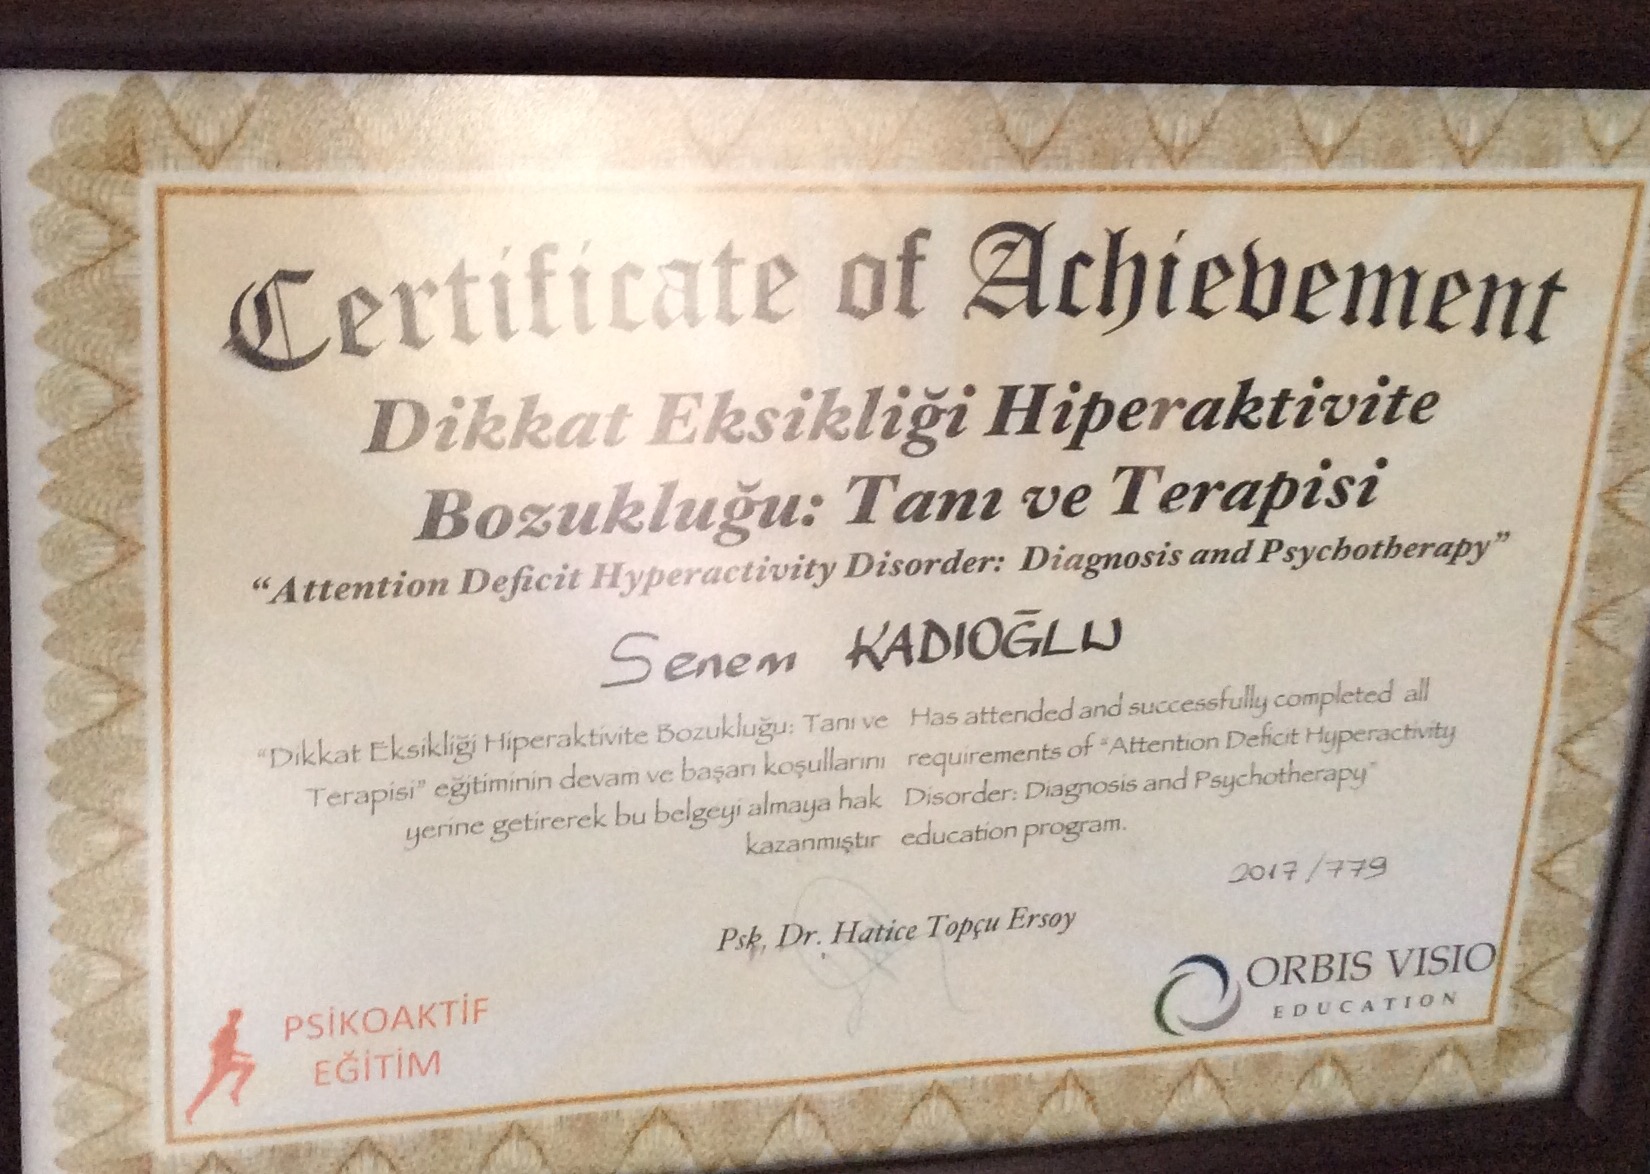 Certificate of Achievement
Dikkat Eksikliği Hiperaktivite
Bozukluğu: Tanı ve Terapisi
“Attention Deficit Hyperactivity Disorder: Diagnosis and Psychotherapy”
Senem KADIOĞLU
“Dikkat Eksikliği Hiperaktivite Bozukluğu: Tanı ve
Terapisi” eğitiminin devam ve başarı koşullarını
yerine getirerek bu belgeyi almaya hak
kazanmıştır
Has attended and successfully completed all
requirements of “Attention Deficit Hyperactivity
Disorder: Diagnosis and Psychotherapy”
education program.
2017/779
Psk. Dr. Hatice Topçu Ersoy
PSİKOAKTİF
EĞİTİM
ORBIS VISIO
EDUCATION